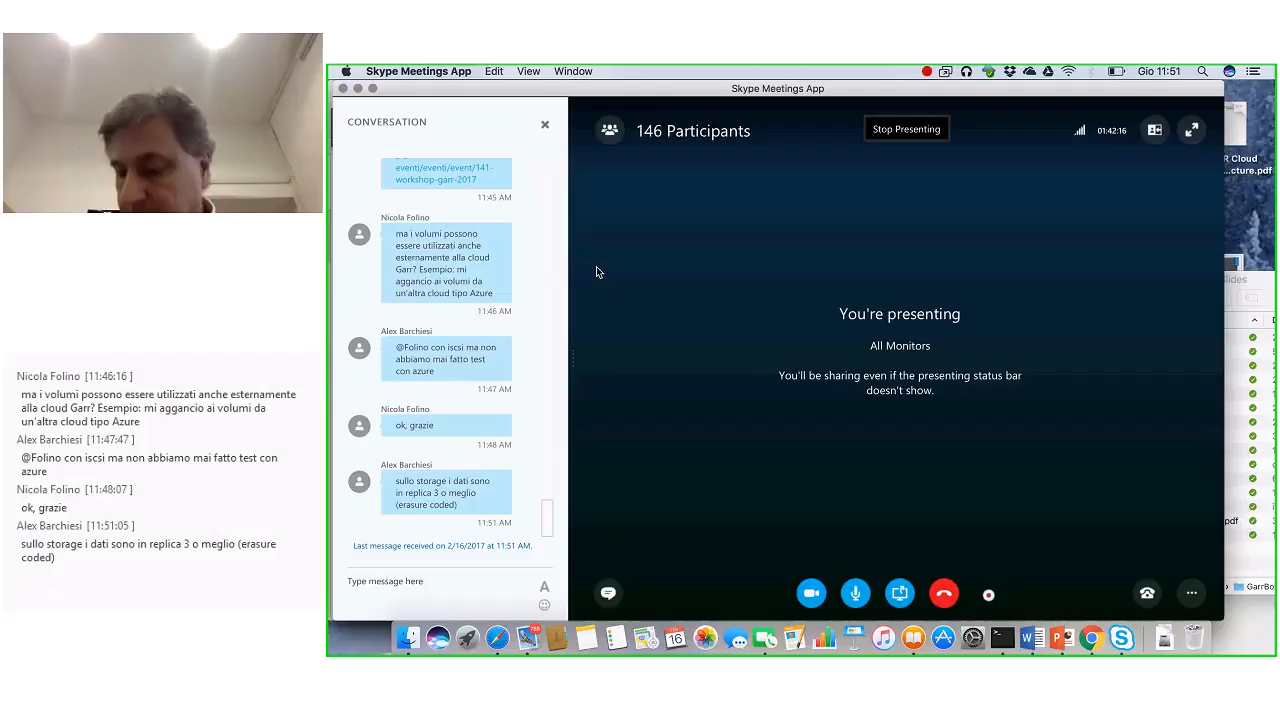 Skype Meetings App Edit View Window
Gio 11:51
Skype Meetings App
CONVERSATION
eventi/eventi/event/141-
workshop-garr-2017
11:45 AM
Nicola Folino
ma i volumi possono
essere utilizzati anche
esternamente alla cloud
Garr? Esempio: mi
aggancio ai volumi da
un'altra cloud tipo Azure
11:46 AM
Alex Barchiesi
@Folino con iscsi ma non
abbiamo mai fatto test
con azure
11:47 AM
Nicola Folino
ok, grazie
11:48 AM
Alex Barchiesi
sullo storage i dati sono
in replica 3 o meglio
(erasure coded)
11:51 AM
Last message received on 2/16/2017 at 11:51 AM.
Type message here
A
146 Participants
Stop Presenting
01:42:16
You're presenting
All Monitors
You'll be sharing even if the presenting status bar
doesn't show.
R Cloud
...cture.pdf
pdf
GarrBo
16
Nicola Folino [11:46:16 ]
ma i volumi possono essere utilizzati anche esternamente
alla cloud Garr? Esempio: mi aggancio ai volumi da
un'altra cloud tipo Azure
Alex Barchiesi [11:47:47 ]
@Folino con iscsi ma non abbiamo mai fatto test con
azure
Nicola Folino [11:48:07 ]
ok, grazie
Alex Barchiesi [11:51:05 ]
sullo storage i dati sono in replica 3 o meglio (erasure
coded)